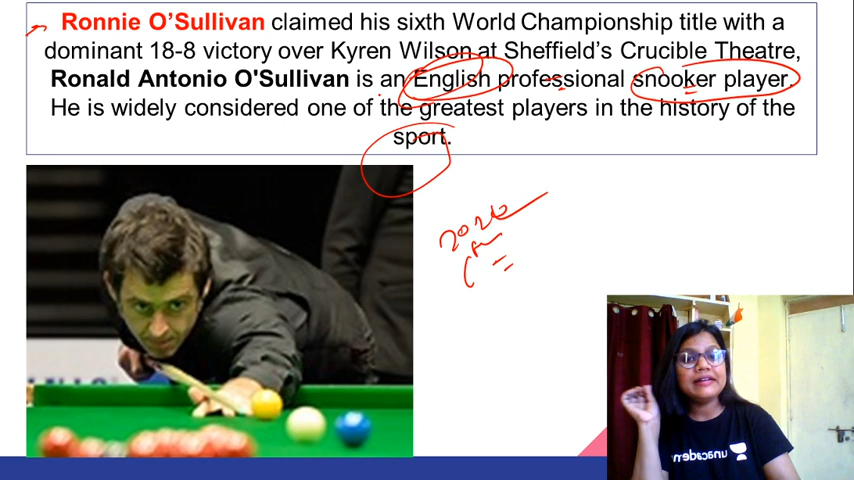 Ronnie O'Sullivan claimed his sixth World Championship title with a
dominant 18-8 victory over Kyren Wilson at Sheffield's Crucible Theatre,
Ronald Antonio O'Sullivan is an English professional snooker player.
He is widely considered one of the greatest players in the history of the
sport.
2020
unacademy